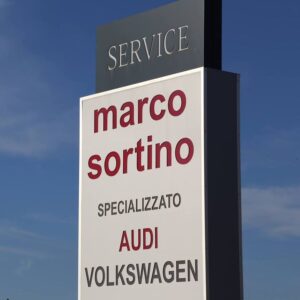 SERVICE
marco
sortino
SPECIALIZZATO
AUDI
VOLKSWAGEN